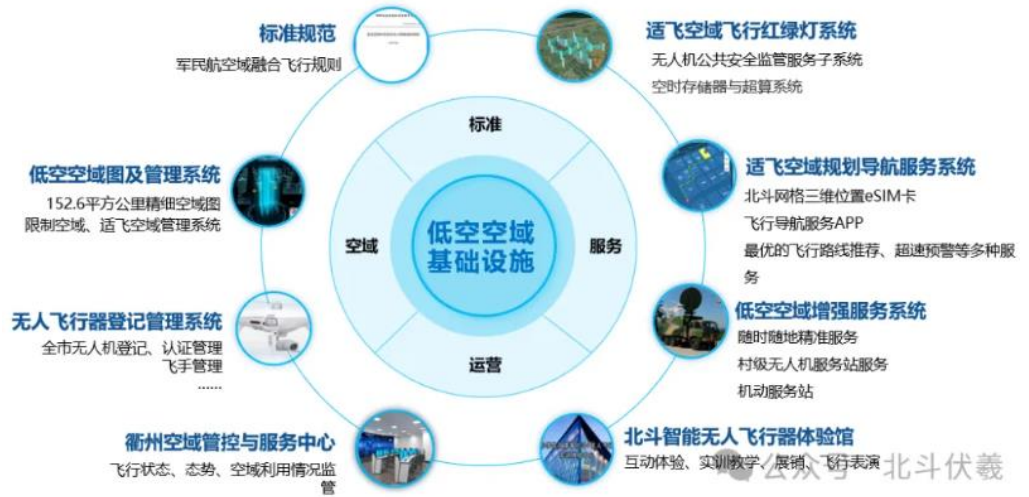 标准规范
军民航空域融合飞行规则
适飞空域飞行红绿灯系统
无人机公共安全监管服务子系统
空时存储器与超算系统
低空空域图及管理系统
152.6平方公里精细空域图
限制空域、适飞空域管理系统
适飞空域规划导航服务系统
北斗网格三维位置eSIM卡
飞行导航服务APP
最优的飞行路线推荐、超速预警等多种服
务
标准
空域
低空空域
基础设施
服务
运营
无人飞行器登记管理系统
全市无人机登记、认证管理
飞手管理
......
低空空域增强服务系统
随时随地精准服务
村级无人机服务站服务
机动服务站
衢州空域管控与服务中心
飞行状态、态势、空域利用情况监
管
北斗智能无人飞行器体验馆
互动体验、实训教学、展销、飞行表演
公众号·北斗伏羲